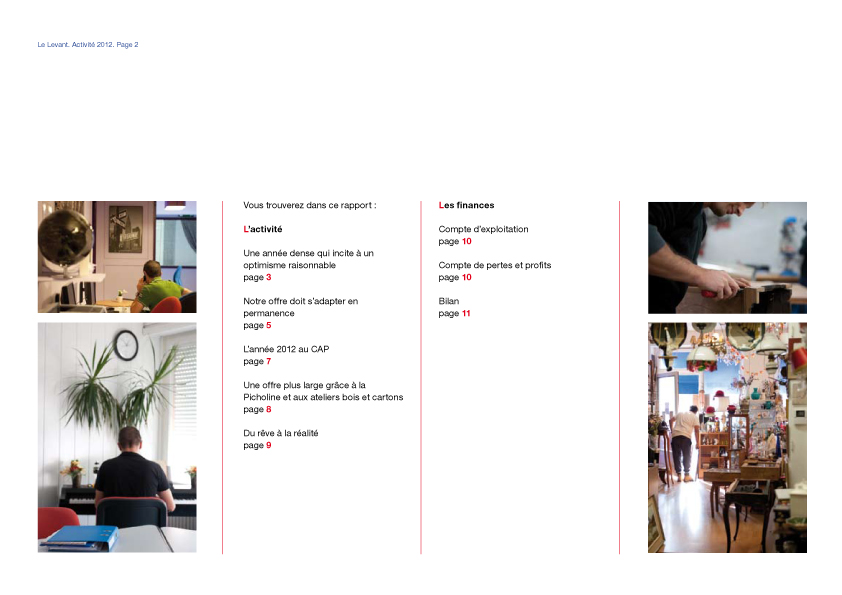 Le Levant. Activité 2012. Page 2
Vous trouverez dans ce rapport :
L'activité
Une année dense qui incite à un
optimisme raisonnable
page 3
Notre offre doit s'adapter en
permanence
page 5
L'année 2012 au CAP
page 7
Une offre plus large grâce à la
Picholine et aux ateliers bois et cartons
page 8
Du rêve à la réalité
page 9
Les finances
Compte d'exploitation
page 10
Compte de pertes et profits
page 10
Bilan
page 11